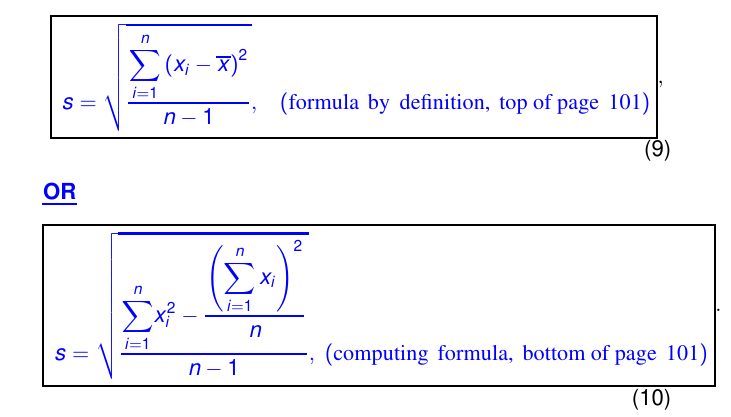 s = \sqrt{\frac{\sum_{i=1}^{n} (x_i - \overline{x})^2}{n - 1}}, (formula by definition, top of page 101),
(9)
OR
s = \sqrt{\frac{\sum_{i=1}^{n} x_i^2 - \frac{\left(\sum_{i=1}^{n} x_i\right)^2}{n}}{n - 1}}, (computing formula, bottom of page 101).
(10)